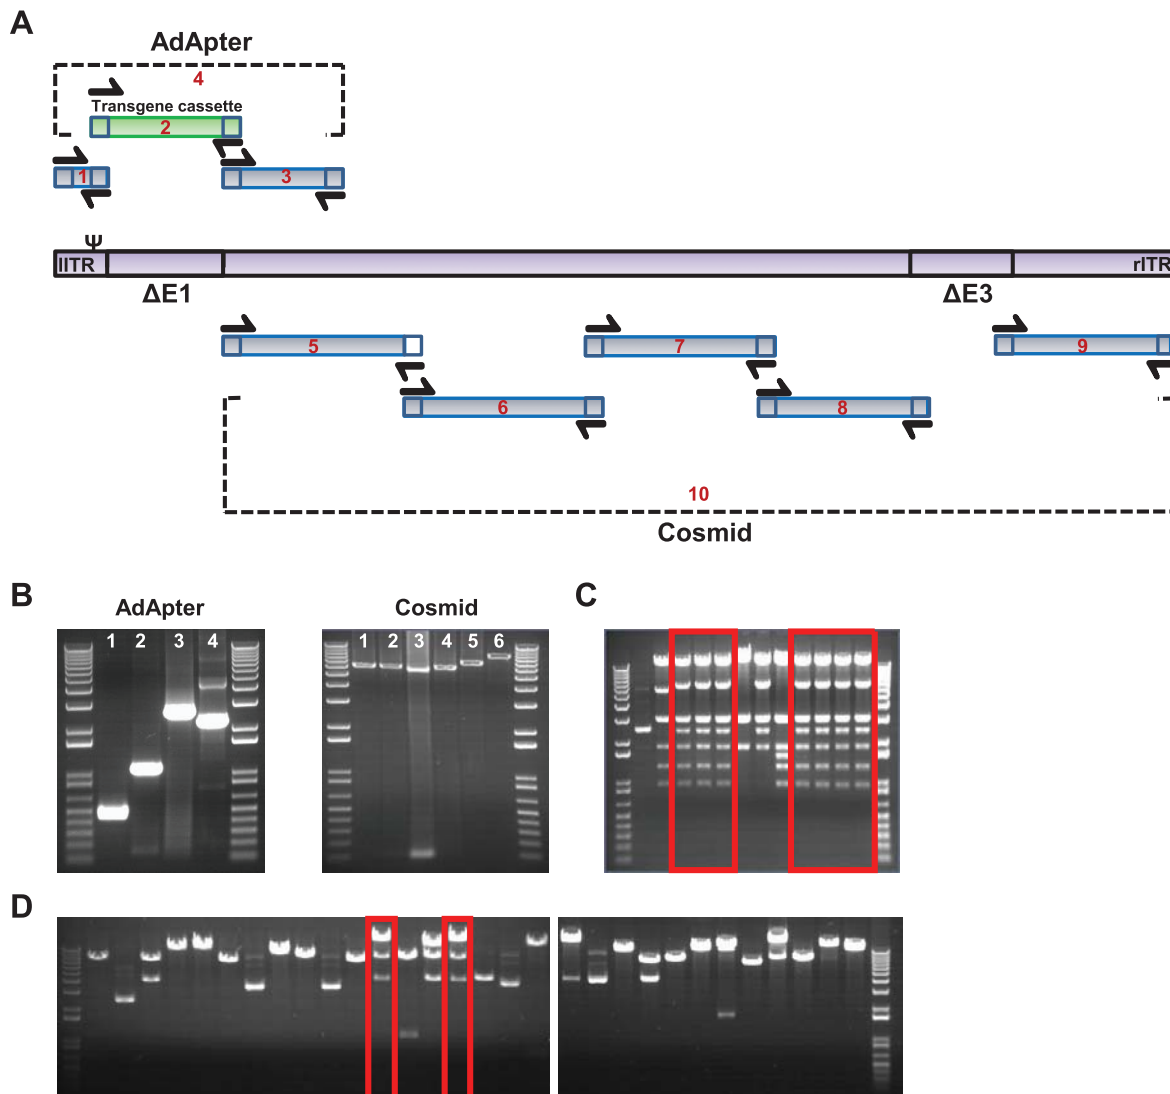 A
AdApter
4
Transgene cassette
2
1
3
Ψ
lITR
rITR
ΔE1
ΔE3
5
7
9
6
8
10
Cosmid
B
C
AdApter
Cosmid
1 2 3 4
1 2 3 4 5 6
D